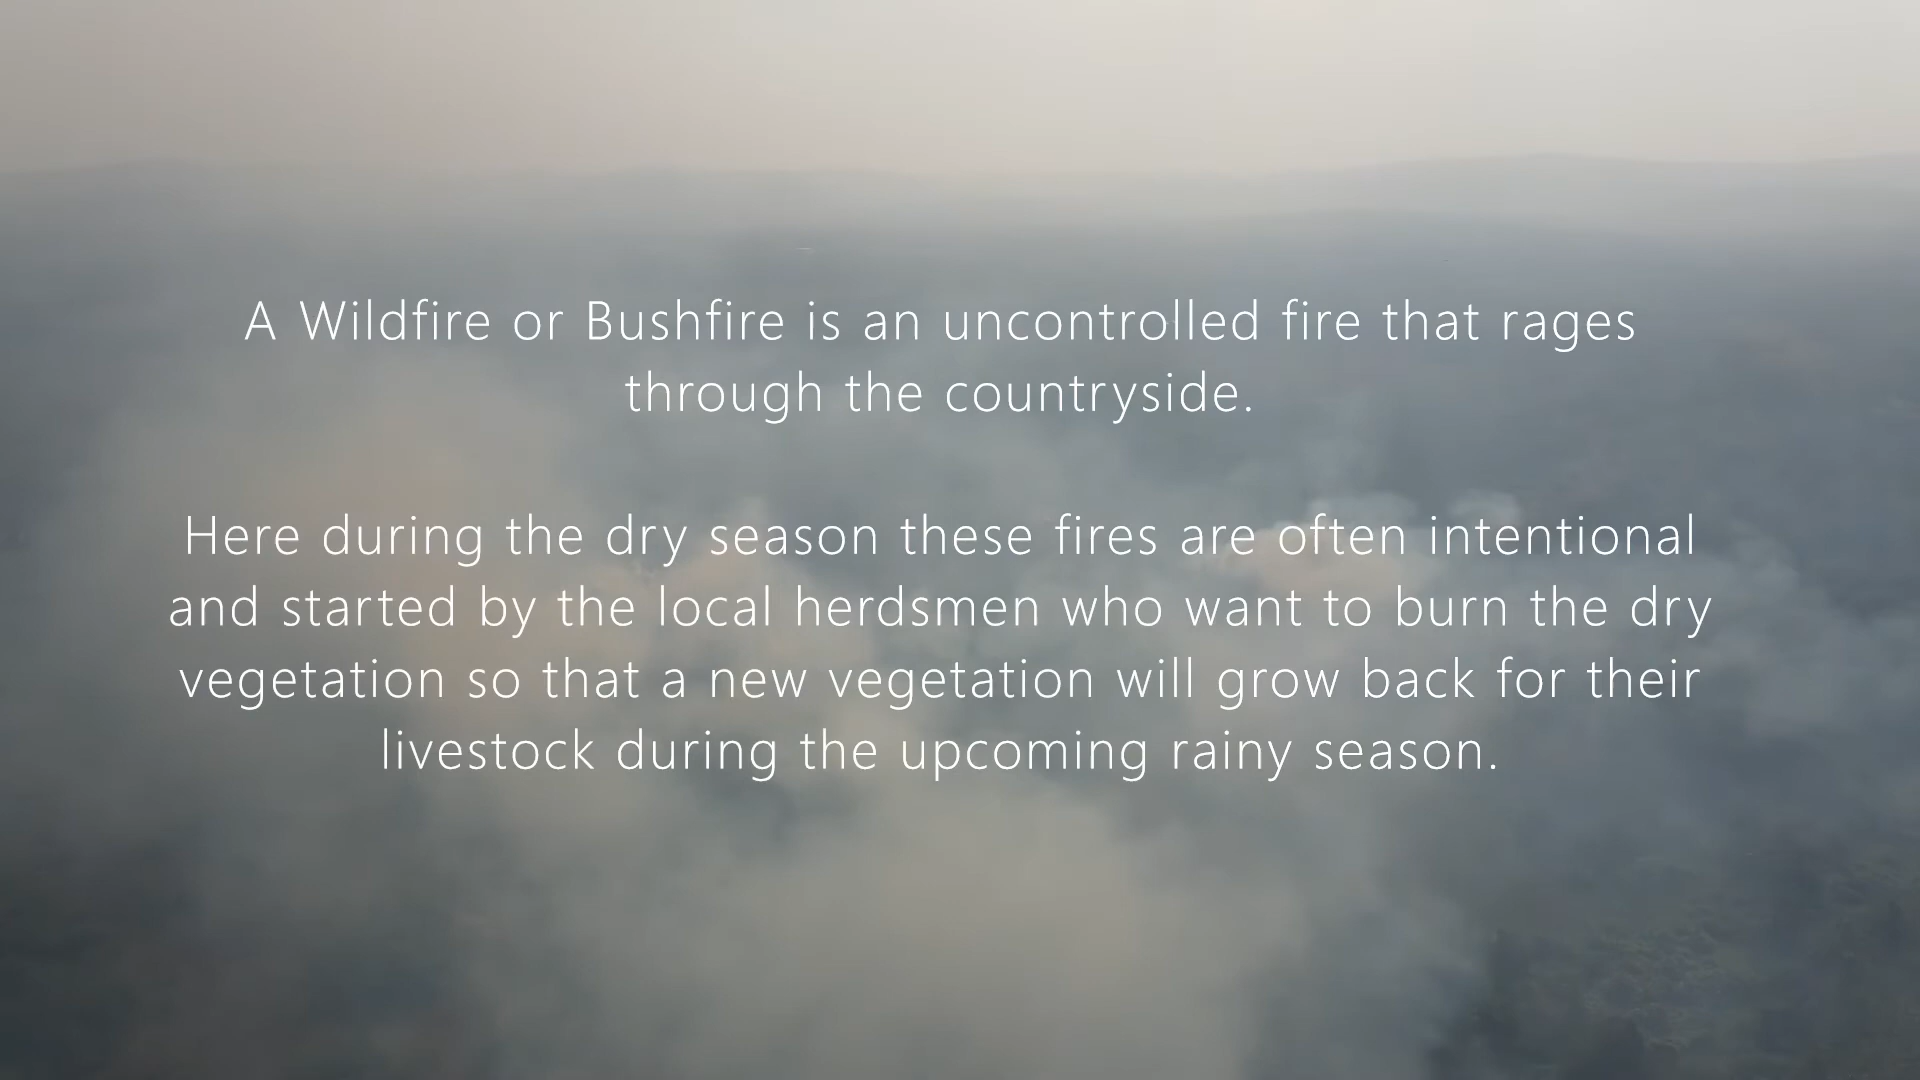 A Wildfire or Bushfire is an uncontrolled fire that rages
through the countryside.
Here during the dry season these fires are often intentional
and started by the local herdsmen who want to burn the dry
vegetation so that a new vegetation will grow back for their
livestock during the upcoming rainy season.